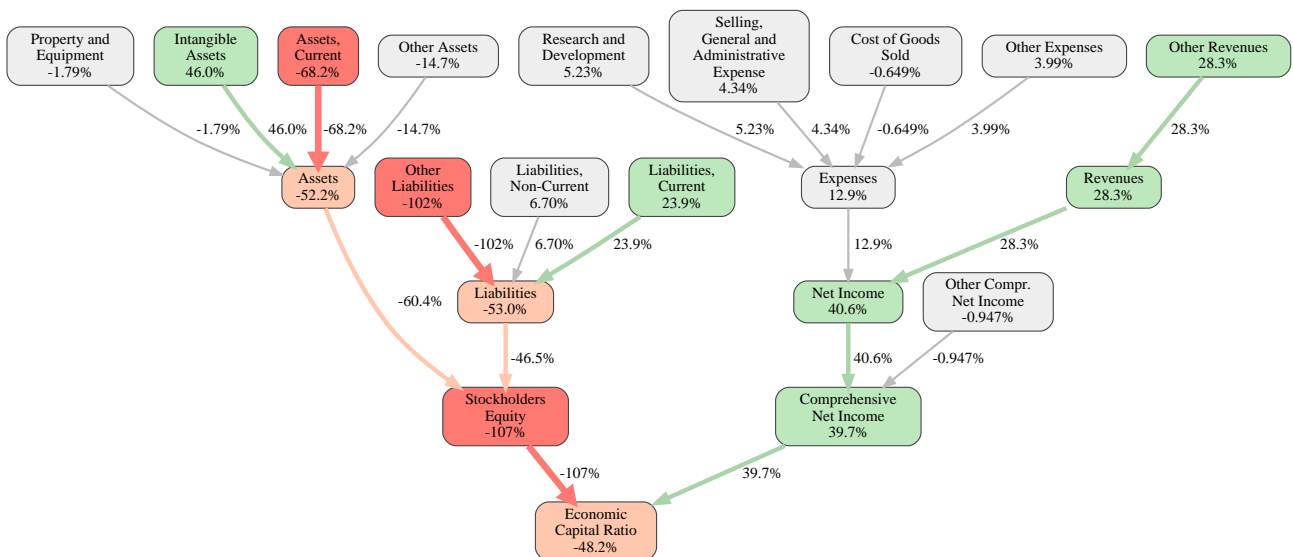 Property and
Equipment
-1.79%
Intangible
Assets
46.0%
Assets,
Current
-68.2%
Other Assets
-14.7%
Research and
Development
5.23%
Selling,
General and
Administrative
Expense
4.34%
Cost of Goods
Sold
-0.649%
Other Expenses
3.99%
Other Revenues
28.3%
-1.79%
46.0%
-68.2%
-14.7%
5.23%
4.34%
-0.649%
3.99%
28.3%
Assets
-52.2%
Other
Liabilities
-102%
Liabilities,
Non-Current
6.70%
Liabilities,
Current
23.9%
Expenses
12.9%
Revenues
28.3%
-102%
6.70%
23.9%
12.9%
28.3%
-60.4%
Liabilities
-53.0%
Net Income
40.6%
Other Compr.
Net Income
-0.947%
-46.5%
40.6%
-0.947%
Stockholders
Equity
-107%
Comprehensive
Net Income
39.7%
-107%
39.7%
Economic
Capital Ratio
-48.2%